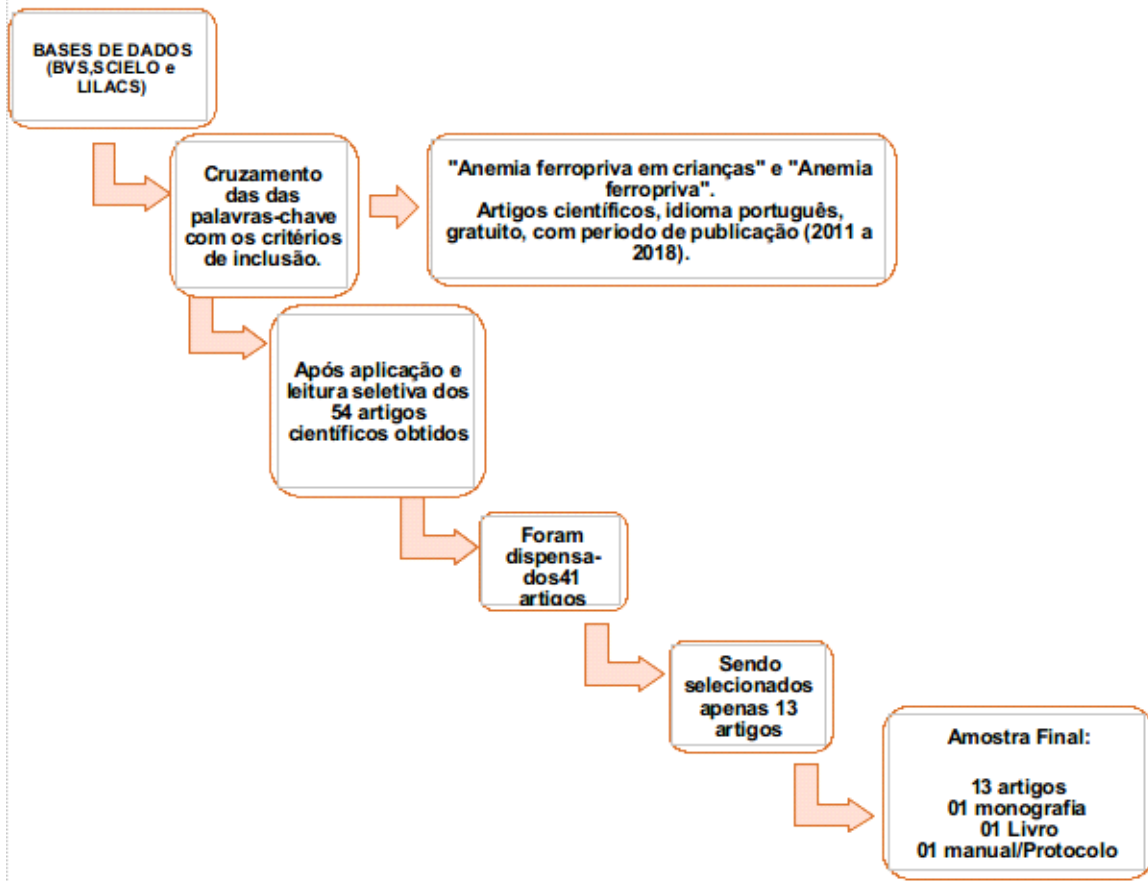 BASES DE DADOS
(BVS,SCIELO e
LILACS)
Cruzamento
das das
palavras-chave
com os critérios
de inclusão.
"Anemia ferropriva em crianças" e "Anemia
ferropriva".
Artigos científicos, idioma português,
gratuito, com periodo de publicação (2011 a
2018).
Após aplicação e
leitura seletiva dos
54 artigos
científicos obtidos
Foram
dispensa-
dos41
artigos
Sendo
selecionados
apenas 13
artigos
Amostra Final:
13 artigos
01 monografia
01 Livro
01 manual/Protocolo